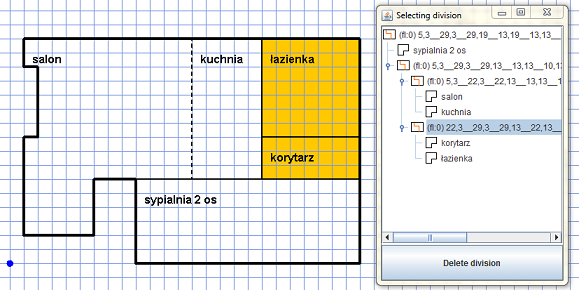 salon
kuchnia
łazienka
korytarz
sypialnia 2 os
Selecting division
(fl:0) 5,3__29,3__29,19__13,19__13,13__
sypialnia 2 os
(fl:0) 5,3__29,3__29,13__13,13__10,13
(fl:0) 5,3__22,3__22,13__13,13__1
salon
kuchnia
(fl:0) 22,3__29,3__29,13__22,13__
korytarz
łazienka
Delete division